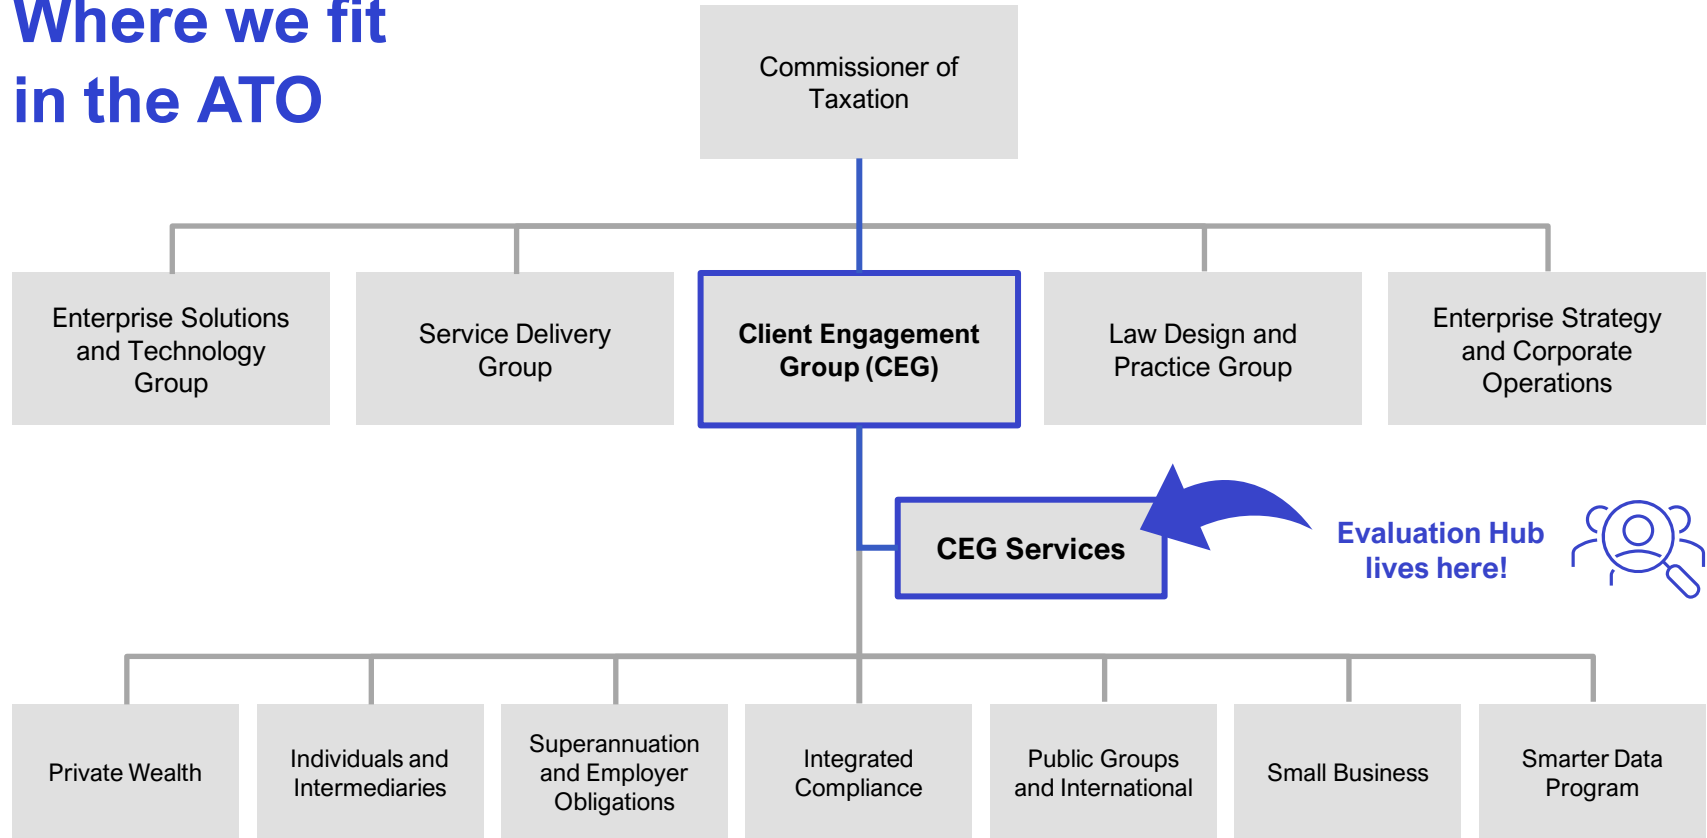 Where we fit
in the ATO
Commissioner of
Taxation
Enterprise Solutions
and Technology
Group
Service Delivery
Group
Client Engagement
Group (CEG)
Law Design and
Practice Group
Enterprise Strategy
and Corporate
Operations
CEG Services
Evaluation Hub
lives here!
Private Wealth
Individuals and
Intermediaries
Superannuation
and Employer
Obligations
Integrated
Compliance
Public Groups
and International
Small Business
Smarter Data
Program